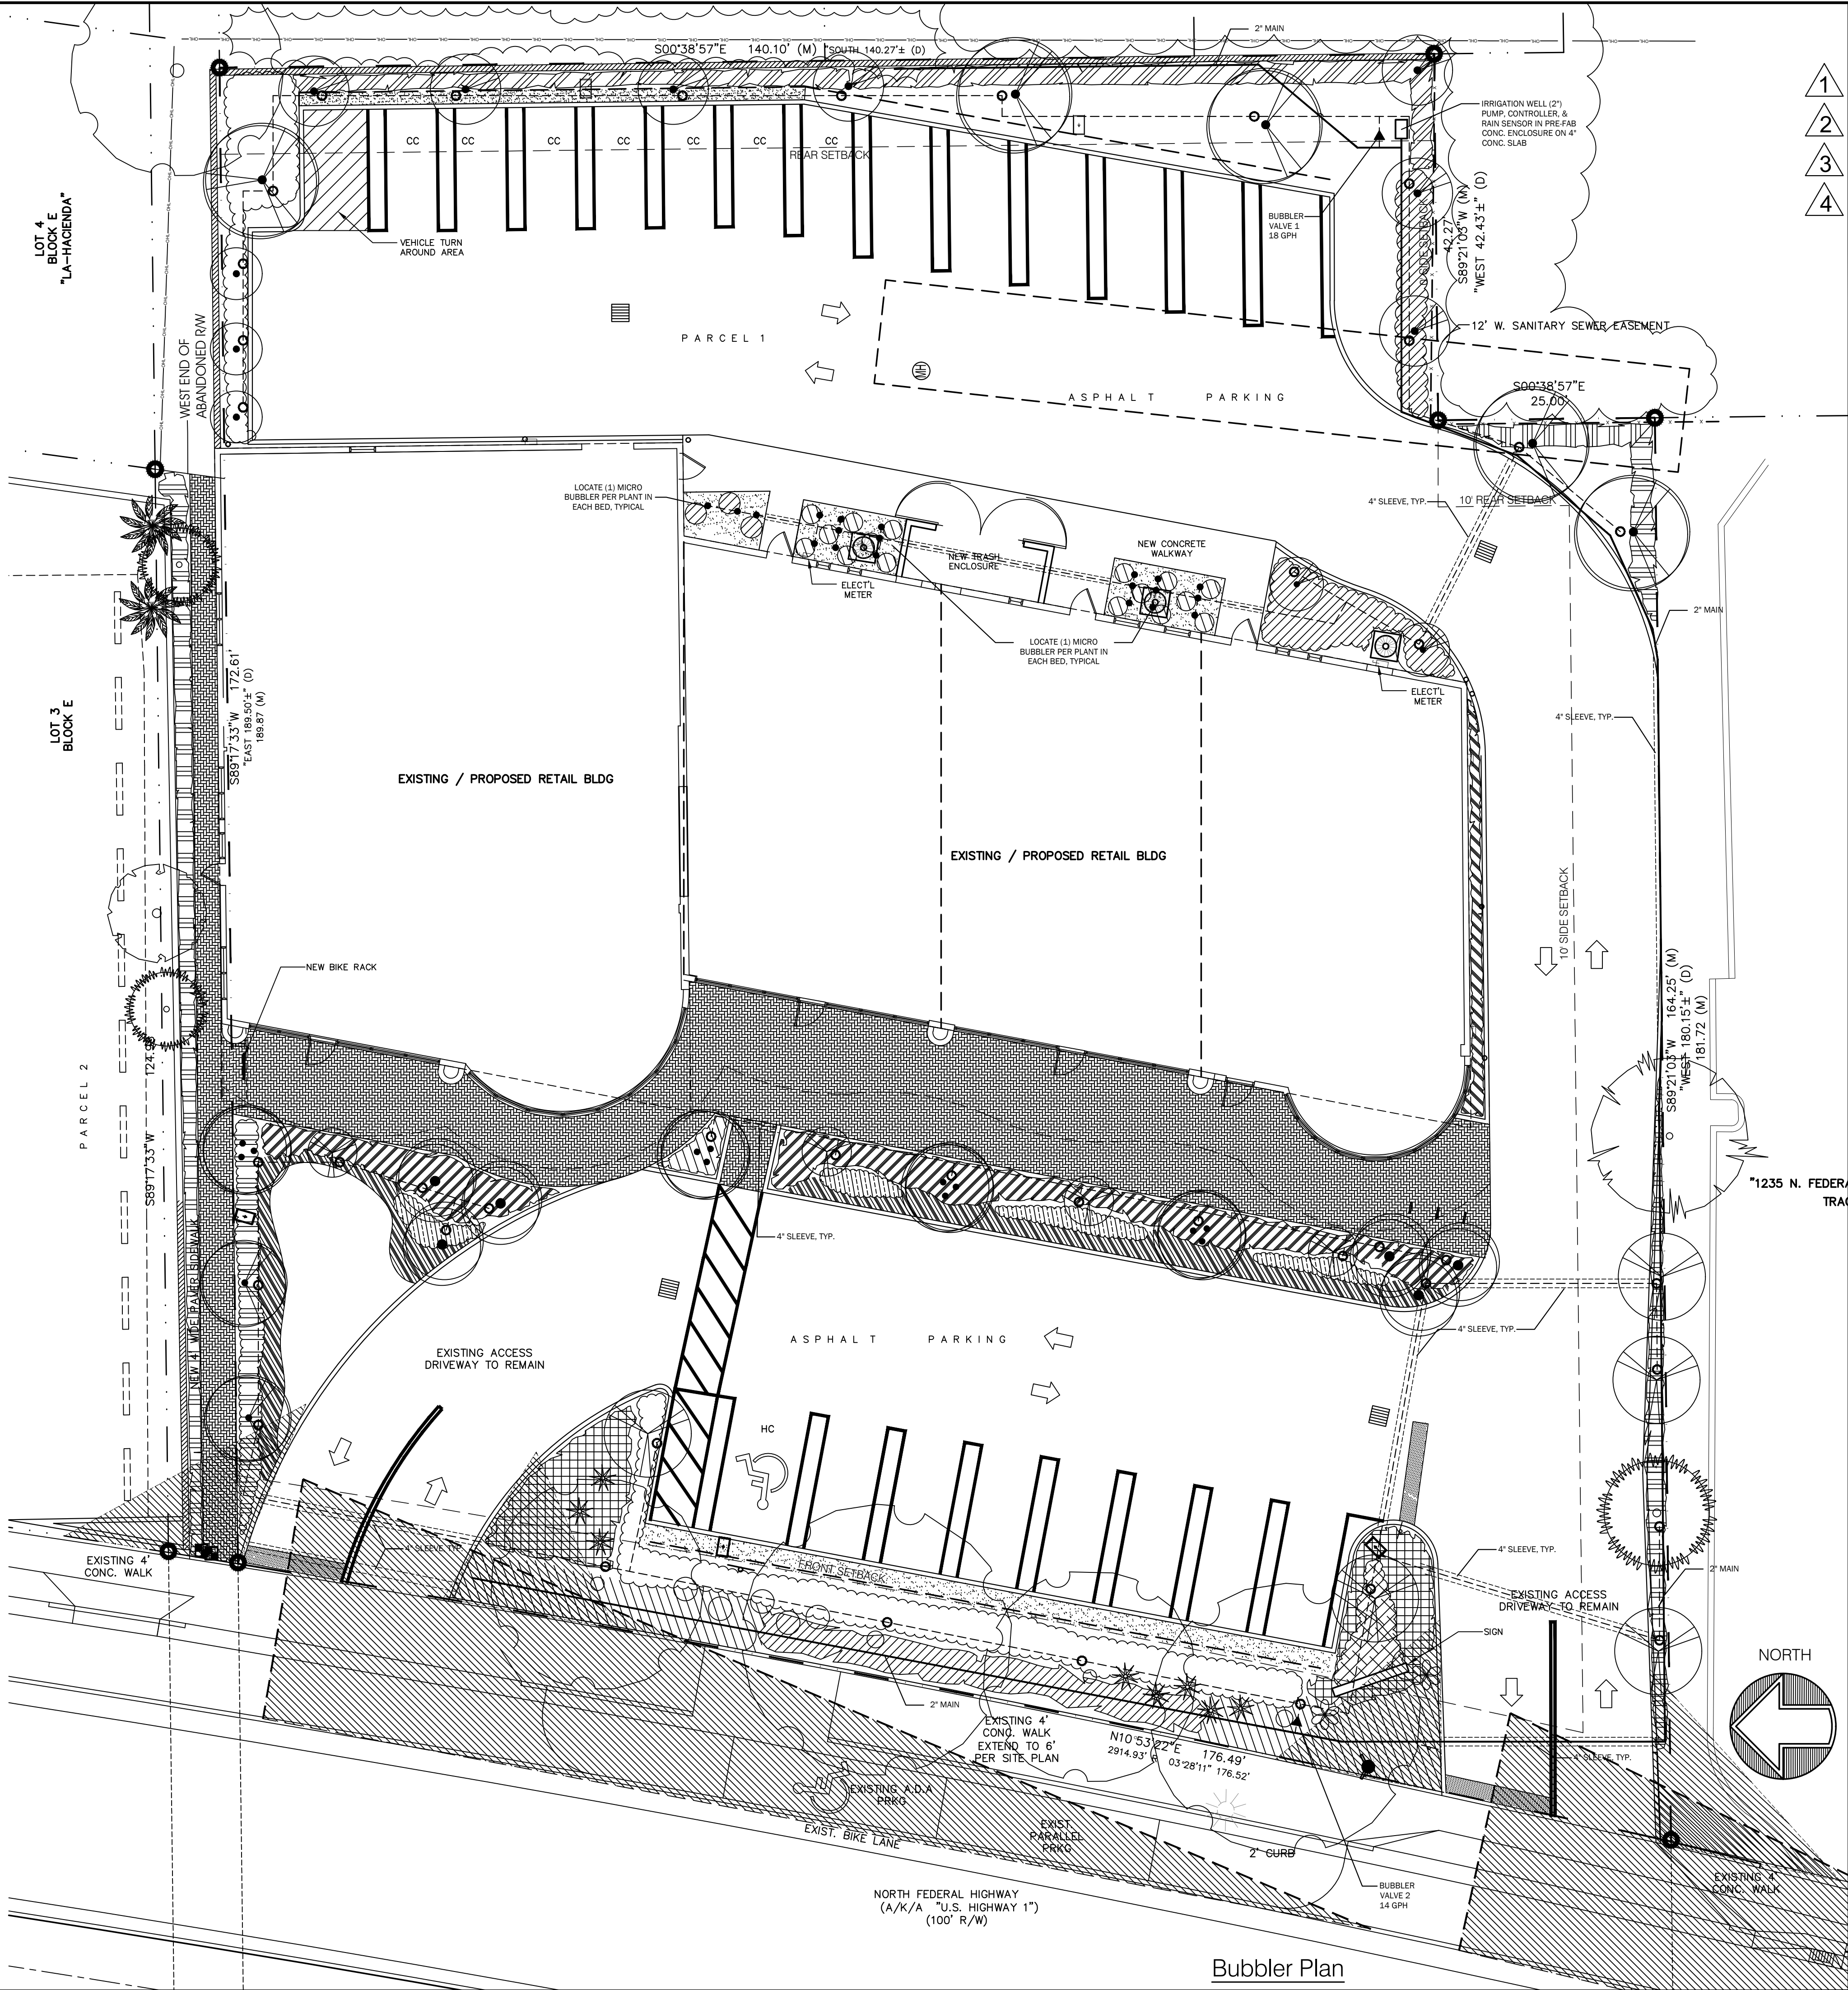 2" MAIN
S00°38'57"E 140.10' (M) "SOUTH 140.27'± (D)
1
2
3
4
IRRIGATION WELL (2")
PUMP, CONTROLLER, &
RAIN SENSOR IN PRE-FAB
CONC. ENCLOSURE ON 4"
CONC. SLAB
CC CC CC CC CC CC CC
REAR SETBACK
LOT 4
BLOCK E
"LA-HACIENDA"
VEHICLE TURN
AROUND AREA
BUBBLER
VALVE 1
18 GPH
SIDE SETBACK
42.27'
S89°21'03"W (M)
"WEST 42.43'±" (D)
WEST END OF
ABANDONED R/W
PARCEL 1
MH
12' W. SANITARY SEWER EASEMENT
ASPHALT PARKING
S00°38'57"E
25.00'
LOCATE (1) MICRO
BUBBLER PER PLANT IN
EACH BED, TYPICAL
4" SLEEVE, TYP.
10' REAR SETBACK
NEW TRASH
ENCLOSURE
NEW CONCRETE
WALKWAY
ELECT'L
METER
2" MAIN
LOCATE (1) MICRO
BUBBLER PER PLANT IN
EACH BED, TYPICAL
ELECT'L
METER
4" SLEEVE, TYP.
LOT 3
BLOCK E
S89°17'33"W 172.61'
"EAST 189.50'±" (D)
189.87 (M)
EXISTING / PROPOSED RETAIL BLDG
EXISTING / PROPOSED RETAIL BLDG
10' SIDE SETBACK
NEW BIKE RACK
S89°21'03"W 164.25' (M)
"WEST 180.15'±" (D)
181.72 (M)
PARCEL 2
S89°17'33"W
"1235 N. FEDERA
TRAC
4" SLEEVE, TYP.
NEW 4' WIDE PAVER SIDEWALK
4" SLEEVE, TYP.
ASPHALT PARKING
EXISTING ACCESS
DRIVEWAY TO REMAIN
HC
EXISTING 4'
CONC. WALK
4" SLEEVE, TYP.
FRONT SETBACK
4" SLEEVE, TYP.
2" MAIN
EXISTING ACCESS
DRIVEWAY TO REMAIN
SIGN
NORTH
2" MAIN
EXISTING 4'
CONC. WALK
EXTEND TO 6'
PER SITE PLAN
N10°53'22"E 176.49'
2914.93' R 03°28'11" 176.52'
4" SLEEVE, TYP.
EXISTING A.D.A
PRKG
EXIST. BIKE LANE
EXIST.
PARALLEL
PRKG
2' CURB
BUBBLER
VALVE 2
14 GPH
EXISTING 4'
CONC. WALK
NORTH FEDERAL HIGHWAY
(A/K/A "U.S. HIGHWAY 1")
(100' R/W)
Bubbler Plan